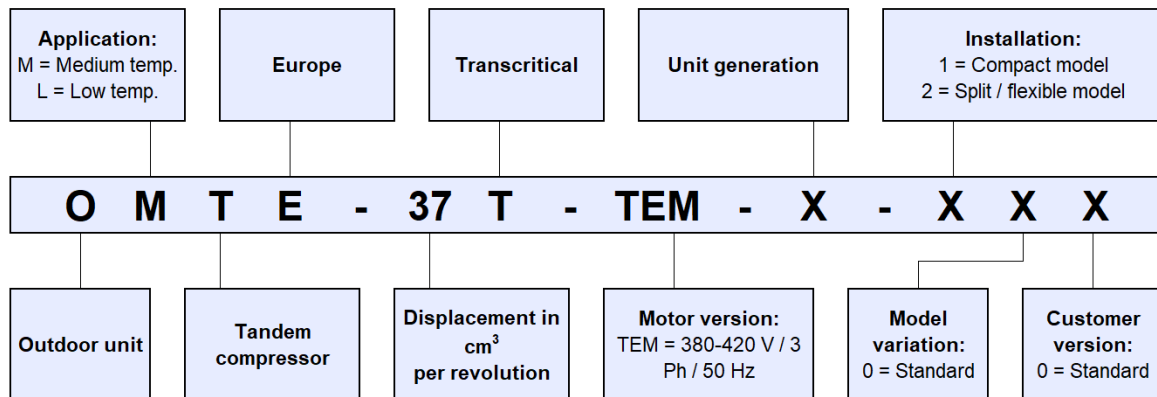 Application:
M = Medium temp.
L = Low temp.
Europe
Transcritical
Unit generation
Installation:
1 = Compact model
2 = Split / flexible model
O M T E - 37 T - TEM - X - X X X
Outdoor unit
Tandem
compressor
Displacement in
cm³
per revolution
Motor version:
TEM = 380-420 V / 3
Ph / 50 Hz
Model
variation:
0 = Standard
Customer
version:
0 = Standard